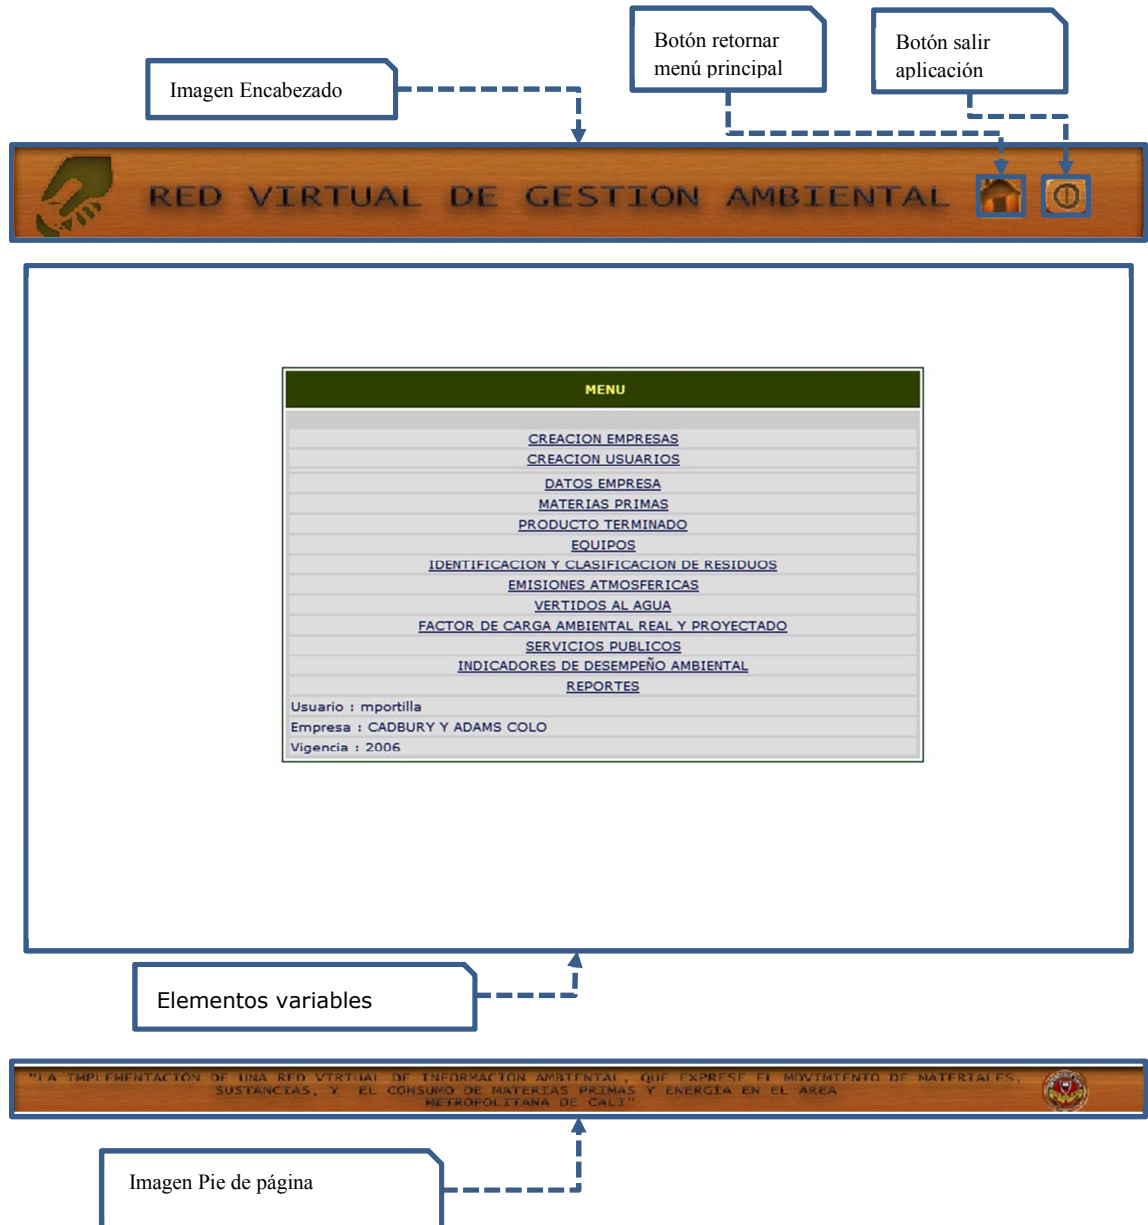 Botón retornar
menú principal
Botón salir
aplicación
Imagen Encabezado
RED VIRTUAL DE GESTION AMBIENTAL
MENU
CREACION EMPRESAS
CREACION USUARIOS
DATOS EMPRESA
MATERIAS PRIMAS
PRODUCTO TERMINADO
EQUIPOS
IDENTIFICACION Y CLASIFICACION DE RESIDUOS
EMISIONES ATMOSFERICAS
VERTIDOS AL AGUA
FACTOR DE CARGA AMBIENTAL REAL Y PROYECTADO
SERVICIOS PUBLICOS
INDICADORES DE DESEMPEÑO AMBIENTAL
REPORTES
Usuario : mportilla
Empresa : CADBURY Y ADAMS COLO
Vigencia : 2006
Elementos variables
"LA IMPLEMENTACION DE UNA RED VIRTUAL DE INFORMACION AMBIENTAL, QUE EXPRESE EL MOVIMIENTO DE MATERIALES,
SUSTANCIAS, Y EL CONSUMO DE MATERIAS PRIMAS Y ENERGIA EN EL AREA
METROPOLITANA DE CALI"
Imagen Pie de página